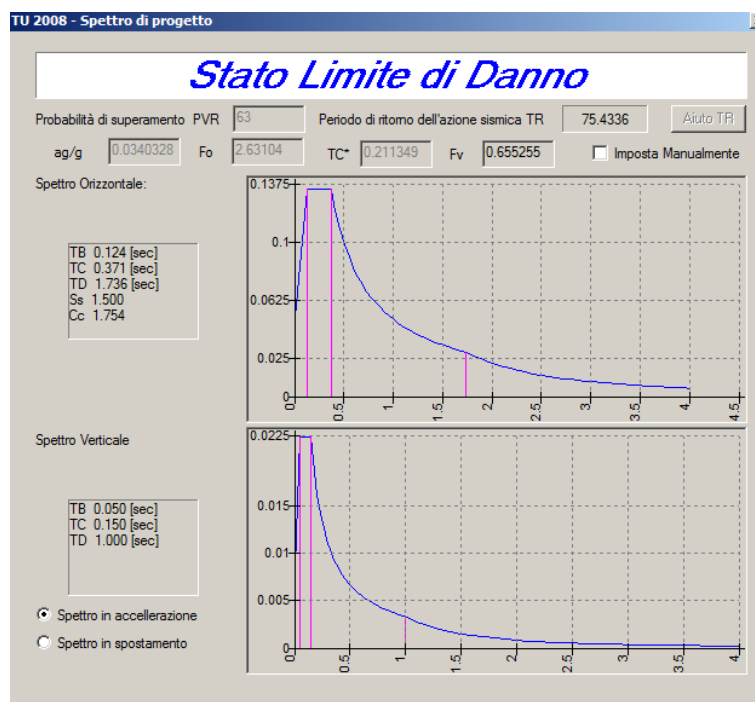 TU 2008 - Spettro di progetto
Stato Limite di Danno
Probabilità di superamento PVR 63 Periodo di ritorno dell'azione sismica TR 75.4336 Aiuto TR
ag/g 0.0340328 Fo 2.63104 TC* 0.211349 Fv 0.655255 Imposta Manualmente
Spettro Orizzontale:
TB 0.124 [sec]
TC 0.371 [sec]
TD 1.736 [sec]
Ss 1.500
Cc 1.754
0.1375
0.1
0.0625
0.025
0
0 0.5 1 1.5 2 2.5 3 3.5 4 4.5
Spettro Verticale
TB 0.050 [sec]
TC 0.150 [sec]
TD 1.000 [sec]
0.0225
0.015
0.01
0.005
0
0 0.5 1 1.5 2 2.5 3 3.5 4
Spettro in accellerazione
Spettro in spostamento